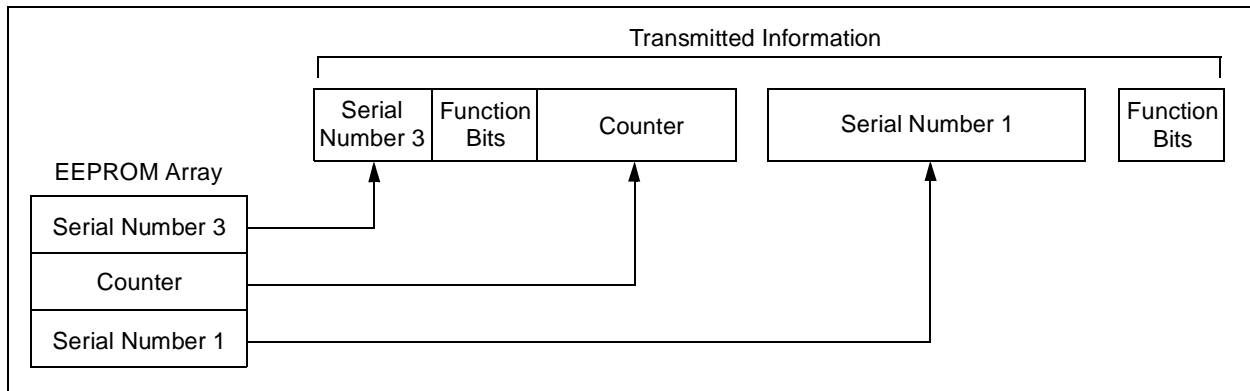 Transmitted Information
Serial
Number 3
Function
Bits
Counter
Serial Number 1
Function
Bits
EEPROM Array
Serial Number 3
Counter
Serial Number 1